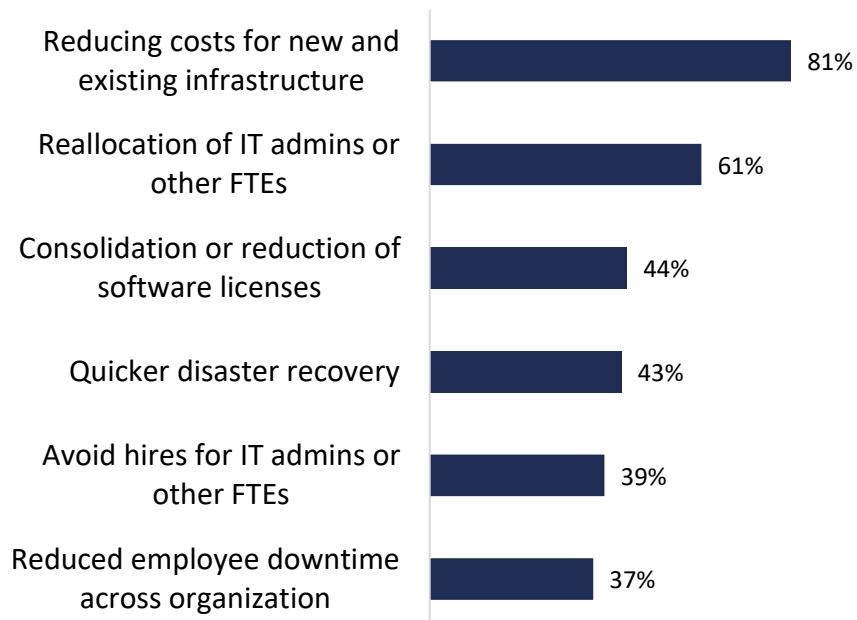 Reducing costs for new and
existing infrastructure
81%
Reallocation of IT admins or
other FTEs
61%
Consolidation or reduction of
software licenses
44%
Quicker disaster recovery
43%
Avoid hires for IT admins or
other FTEs
39%
Reduced employee downtime
across organization
37%